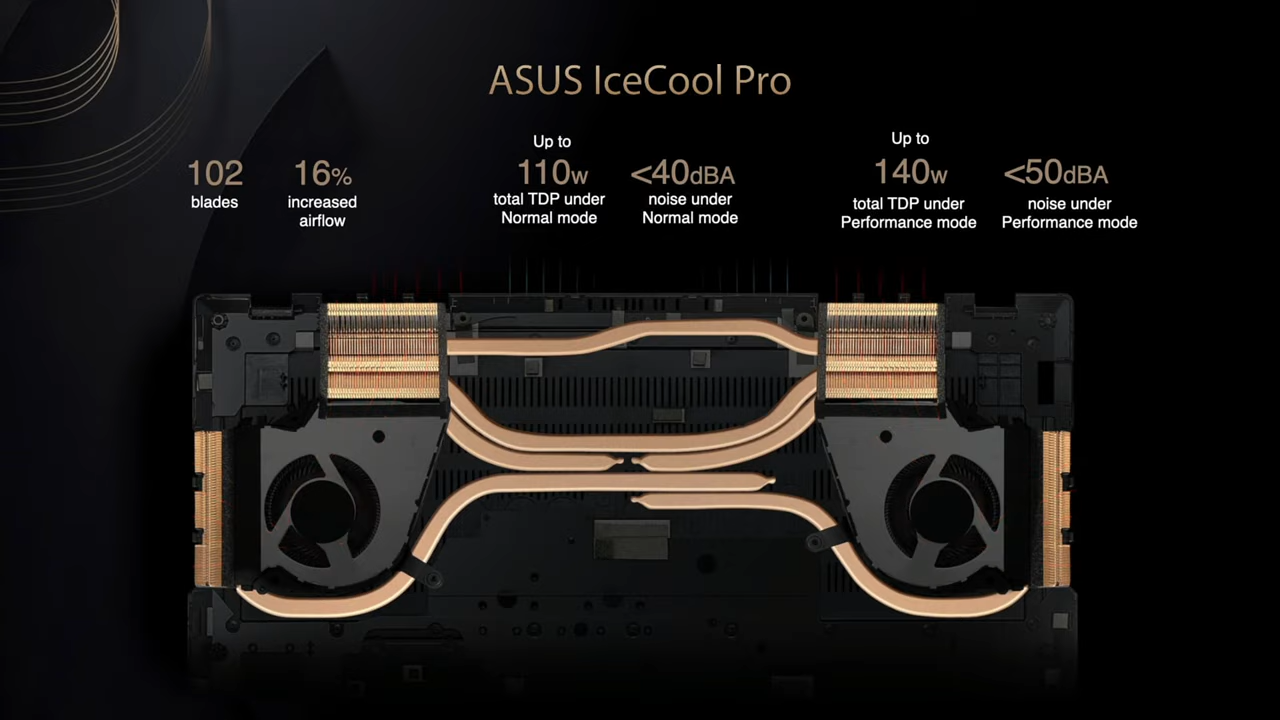 ASUS IceCool Pro
102
blades
16%
increased
airflow
Up to
110w
total TDP under
Normal mode
<40dBA
noise under
Normal mode
Up to
140w
total TDP under
Performance mode
<50dBA
noise under
Performance mode